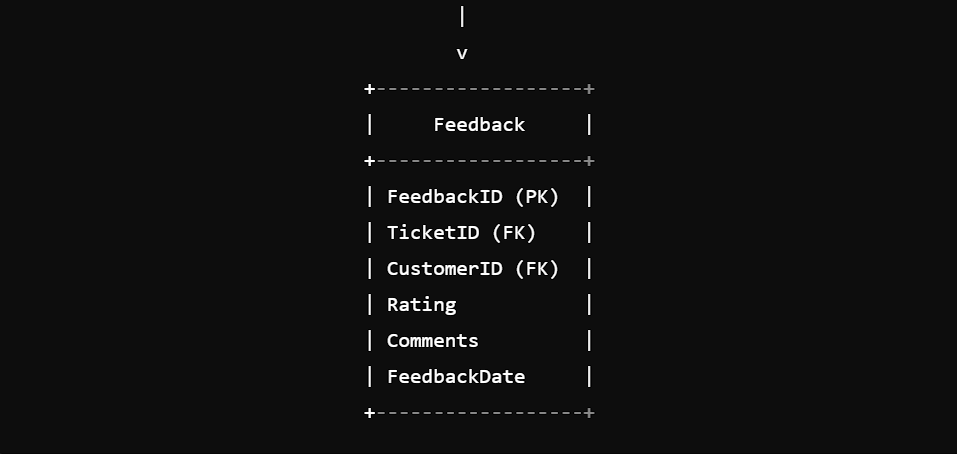 |
v
+------------------+
|     Feedback     |
+------------------+
| FeedbackID (PK)  |
| TicketID (FK)    |
| CustomerID (FK)  |
| Rating           |
| Comments         |
| FeedbackDate     |
+------------------+